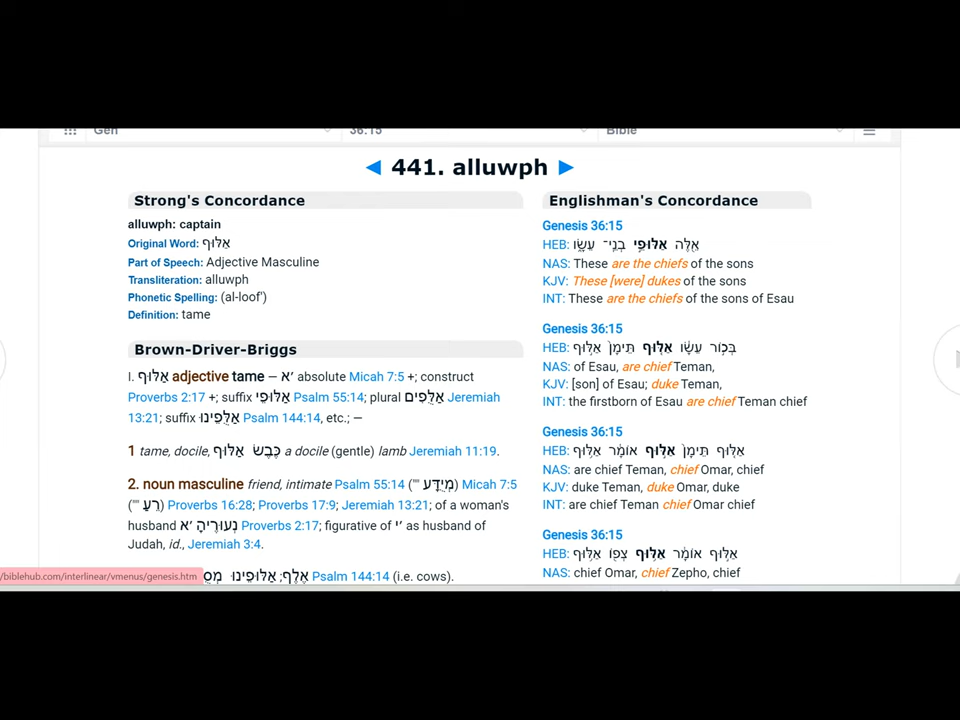 Gen 36:15 Bible
◄ 441. alluwph ►
Strong's Concordance
alluwph: captain
Original Word: אַלּוּף
Part of Speech: Adjective Masculine
Transliteration: alluwph
Phonetic Spelling: (al-loof')
Definition: tame
Brown-Driver-Briggs
I. אַלּוּף adjective tame — א׳ absolute Micah 7:5 +; construct
Proverbs 2:17 +; suffix אַלּוּפִי Psalm 55:14; plural אַלֻּפִים Jeremiah
13:21; suffix אַלֻּפֵינוּ Psalm 144:14, etc.; —
1 tame, docile, כֶּבֶשׂ אַלּוּף a docile (gentle) lamb Jeremiah 11:19.
2. noun masculine friend, intimate Psalm 55:14 ("' מְיֻדָּע) Micah 7:5
("' רֵעַ) Proverbs 16:28; Proverbs 17:9; Jeremiah 13:21; of a woman's
husband א׳ נְעוּרֶיהָ Proverbs 2:17; figurative of י׳ as husband of
Judah, id., Jeremiah 3:4.
אֶלֶף; אַלּוּפֵינוּ Psalm 144:14 (i.e. cows).
/biblehub.com/interlinear/vmenus/genesis.htm
Englishman's Concordance
Genesis 36:15
HEB: אֵ֖לֶּה אַלּוּפֵ֣י בְנֵֽי־ עֵשָׂ֑ו
NAS: These are the chiefs of the sons
KJV: These [were] dukes of the sons
INT: These are the chiefs of the sons of Esau
Genesis 36:15
HEB: בְּכ֣וֹר עֵשָׂ֔ו אַלּ֤וּף תֵּימָן֙ אַלּ֣וּף
NAS: of Esau, are chief Teman,
KJV: [son] of Esau; duke Teman,
INT: the firstborn of Esau are chief Teman chief
Genesis 36:15
HEB: אַלּ֤וּף תֵּימָן֙ אַלּ֣וּף אוֹמָ֔ר אַלּ֥וּף
NAS: are chief Teman, chief Omar, chief
KJV: duke Teman, duke Omar, duke
INT: are chief Teman chief Omar chief
Genesis 36:15
HEB: אַלּ֣וּף אוֹמָ֔ר אַלּ֥וּף צְפ֖וֹ אַלּ֥וּף
NAS: chief Omar, chief Zepho, chief